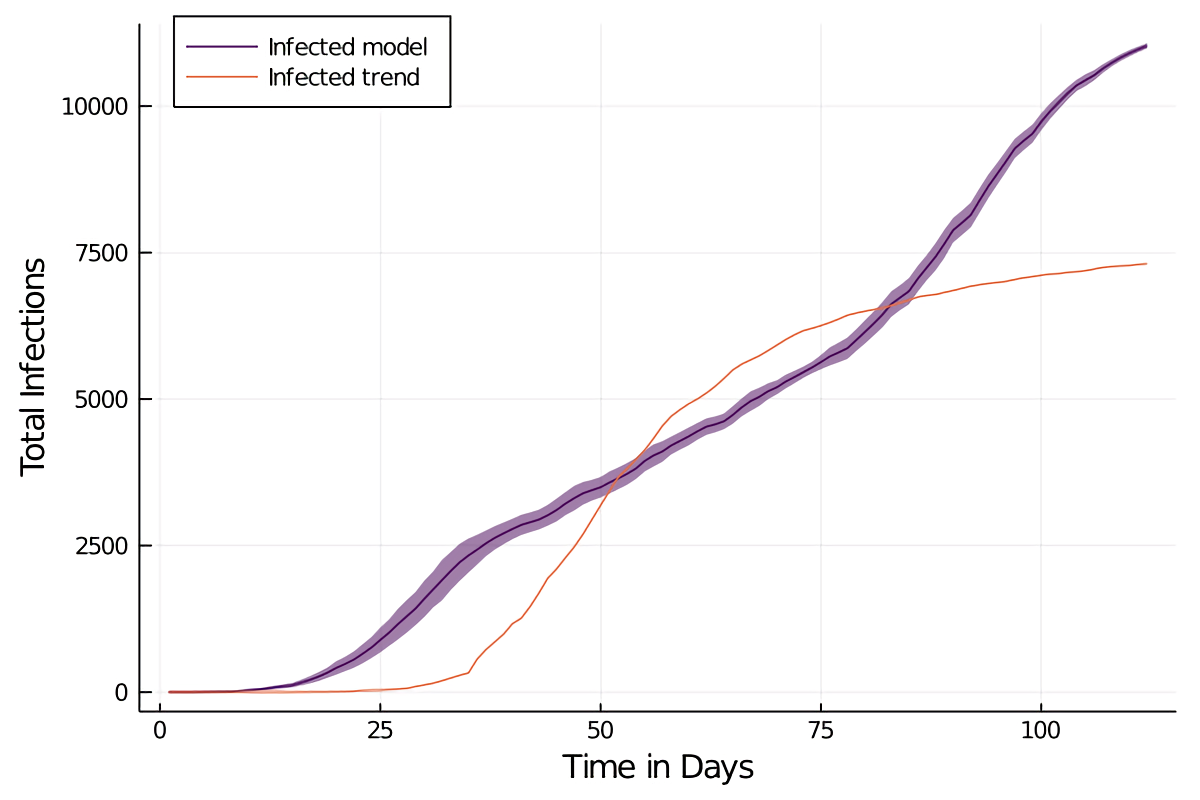 Infected model
Infected trend
10000
7500
5000
2500
0
Total Infections
0 25 50 75 100
Time in Days